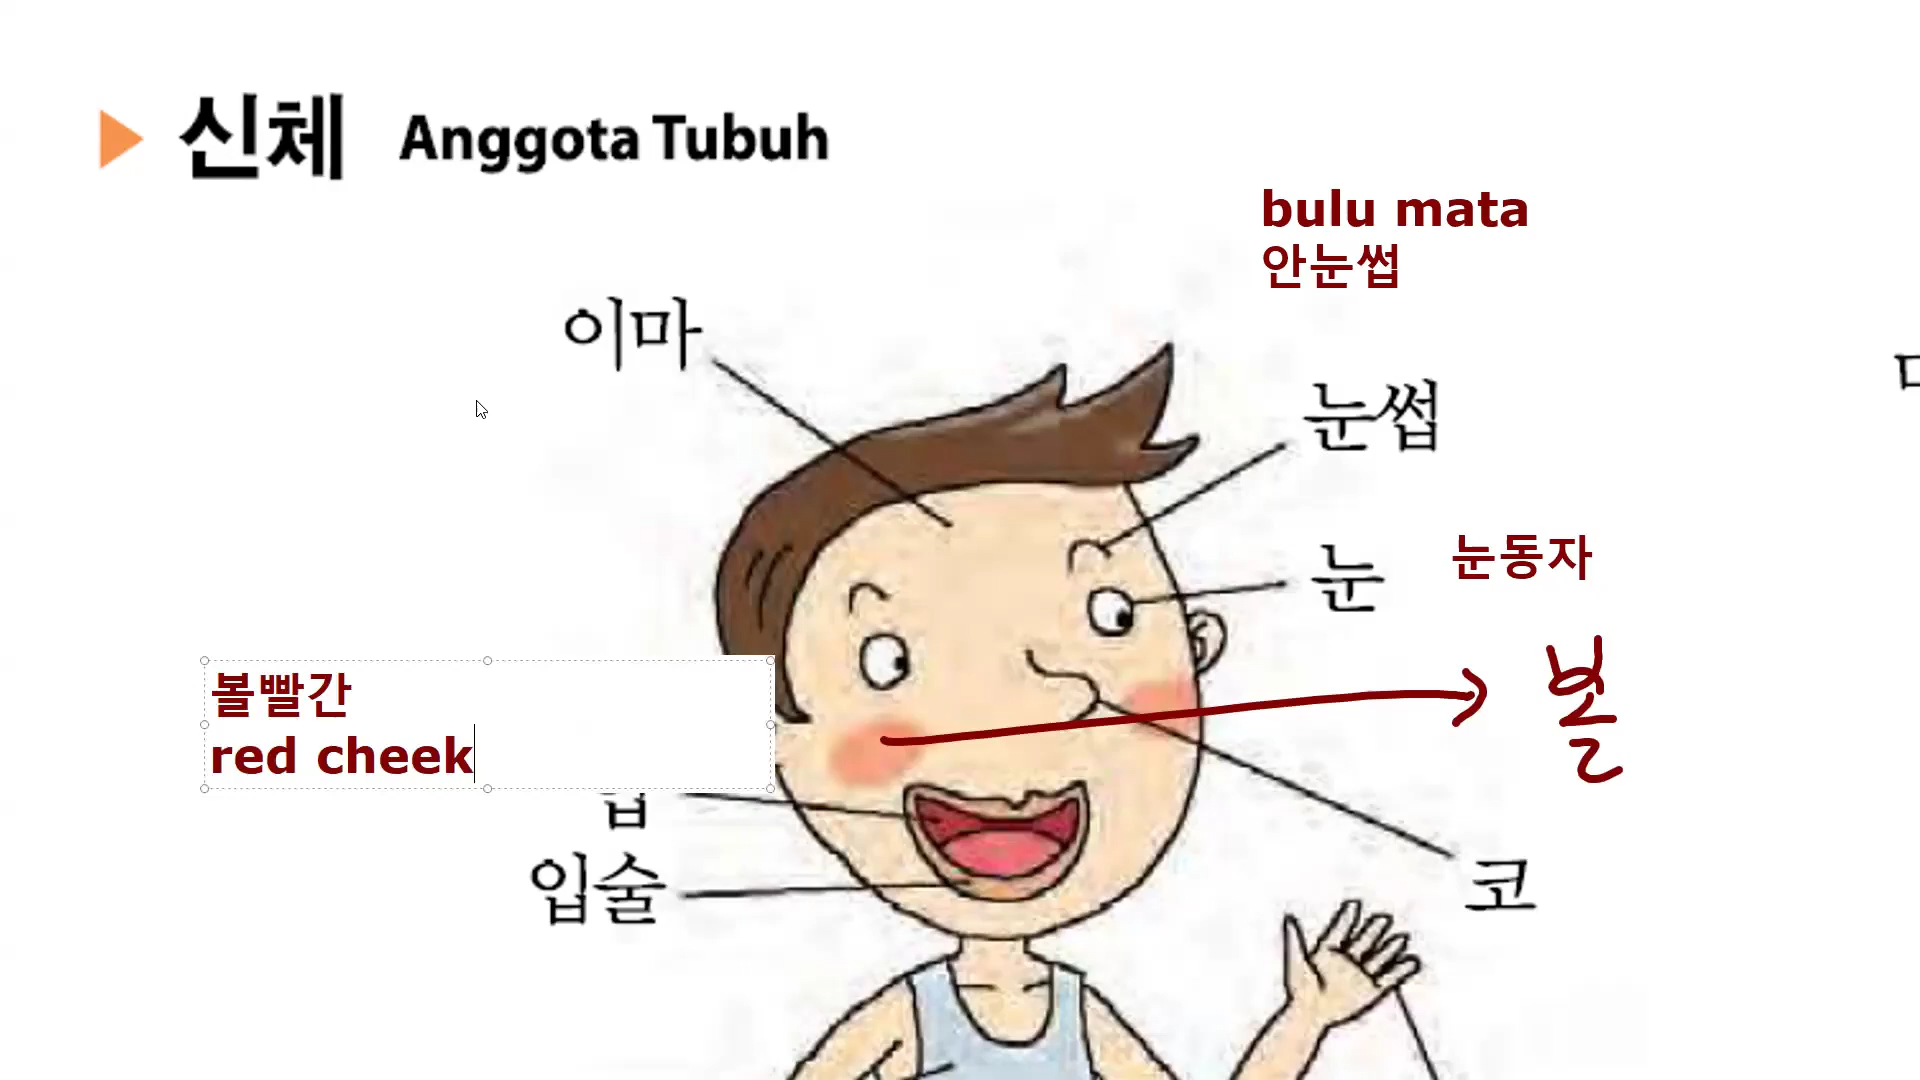 신체 Anggota Tubuh
bulu mata
안눈썹
이마
눈썹
눈
눈동자
볼
볼빨간
red cheek
입술
코